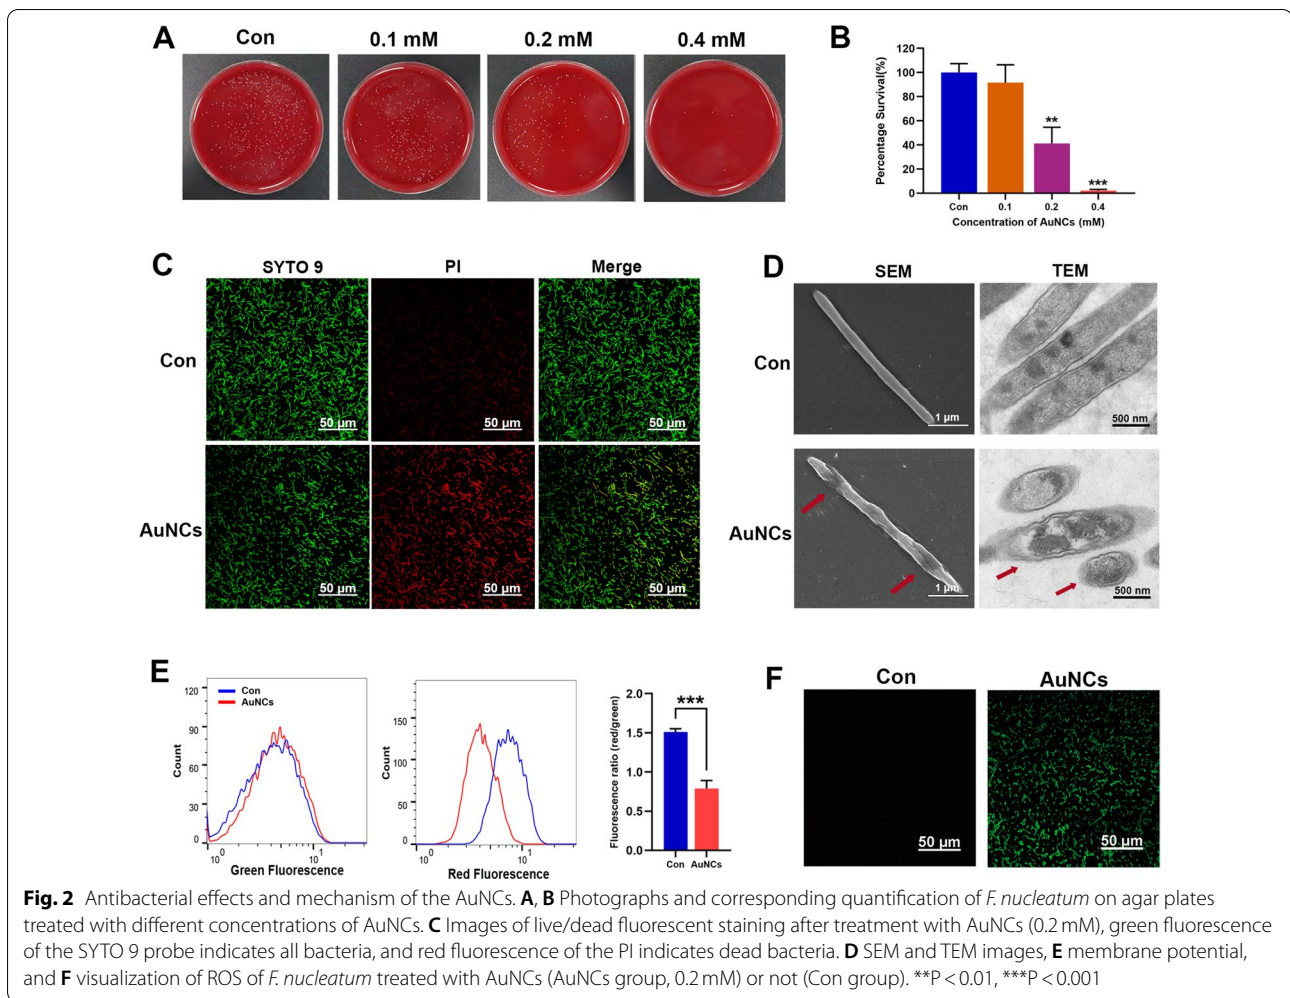 A
Con
0.1 mM
0.2 mM
0.4 mM
B
120
100
80
60
40
20
0
Percentage Survival(%)
**
***
Con
0.1
0.2
0.4
Concentration of AuNCs (mM)
C
SYTO 9
PI
Merge
Con
50 μm
50 μm
50 μm
AuNCs
50 μm
50 μm
50 μm
D
SEM
TEM
Con
1 μm
500 nm
AuNCs
1 μm
500 nm
E
120
90
60
30
0
Count
Con
AuNCs
10⁰
10¹
Green Fluorescence
150
100
50
0
Count
10⁰
10¹
Red Fluorescence
2.0
1.5
1.0
0.5
0.0
Fluorescence ratio (red/green)
***
Con
AuNCs
F
Con
AuNCs
50 μm
50 μm
Fig. 2 Antibacterial effects and mechanism of the AuNCs. A, B Photographs and corresponding quantification of F. nucleatum on agar plates
treated with different concentrations of AuNCs. C Images of live/dead fluorescent staining after treatment with AuNCs (0.2 mM), green fluorescence
of the SYTO 9 probe indicates all bacteria, and red fluorescence of the PI indicates dead bacteria. D SEM and TEM images, E membrane potential,
and F visualization of ROS of F. nucleatum treated with AuNCs (AuNCs group, 0.2 mM) or not (Con group). **P < 0.01, ***P < 0.001